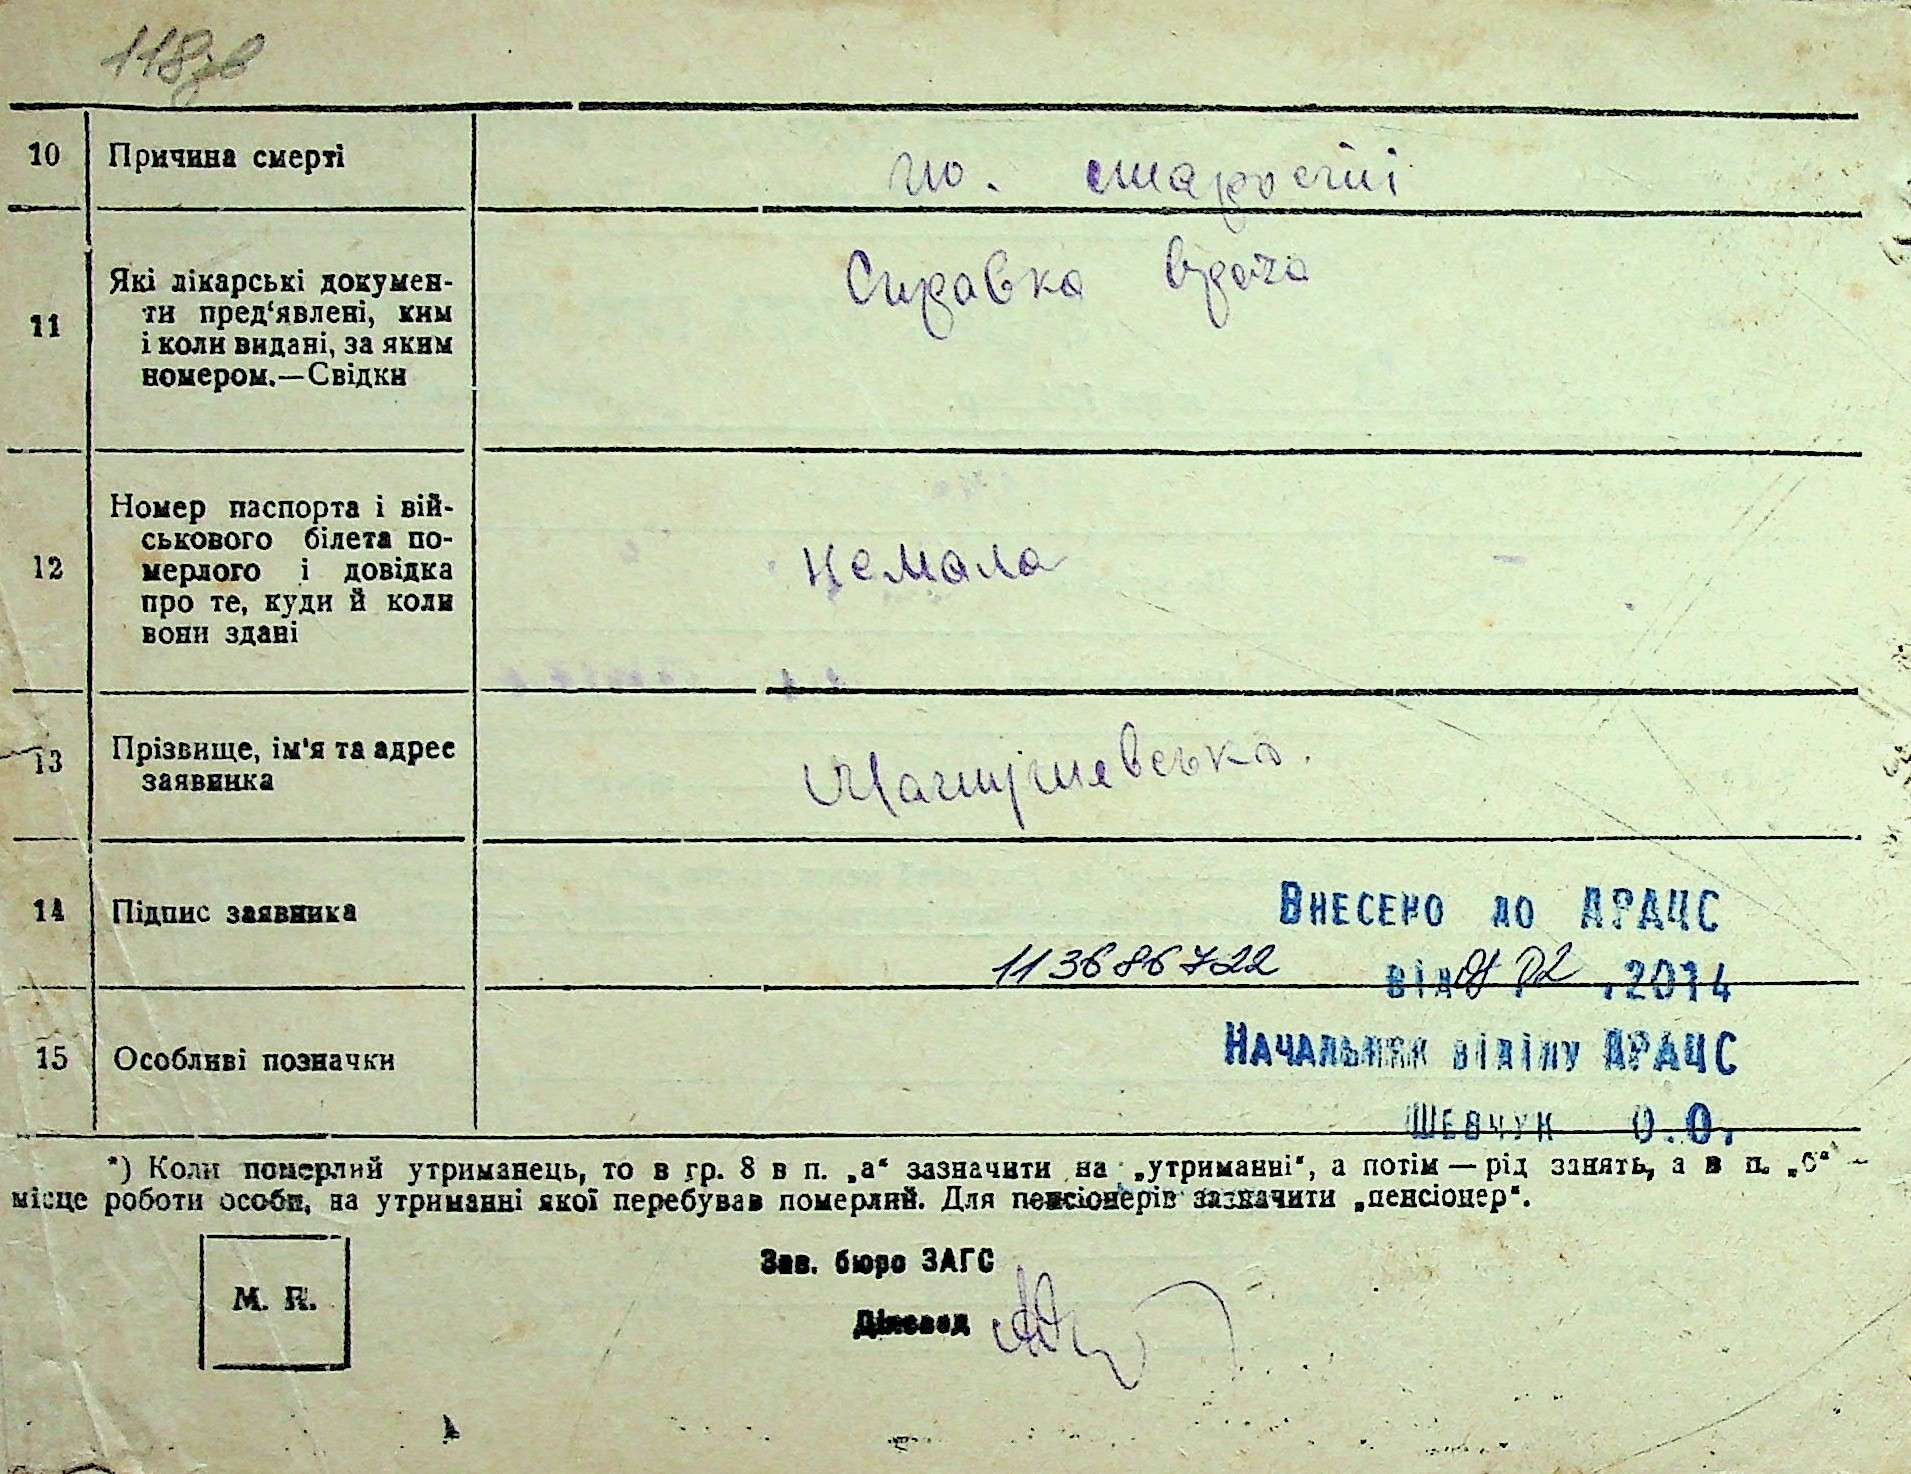 118зв
10 Причина смерті по. старості
11 Які лікарські докумен-
ти пред‘явлені, ким
і коли видані, за яким
номером.—Свідки
Справка врача
12 Номер паспорта і вій-
ськового білета по-
мерлого і довідка
про те, куди й коли
вони здані
немала —
13 Прізвище, ім‘я та адрес
заявника
14 Підпис заявника
Внесено до АРАЦС
113686722 від 02 .2014
15 Особливі позначки
Начальник відділу АРАЦС
Шевчук О.О.
*) Коли померлий утриманець, то в гр. 8 в п. „а“ зазначити на „утриманні“, а потім — рід занять, а в п. „б“ –
місце роботи особи, на утриманні якої перебував померлий. Для пенсіонерів зазначити „пенсіонер“.
Зав. бюро ЗАГС
М. П.
Діловод